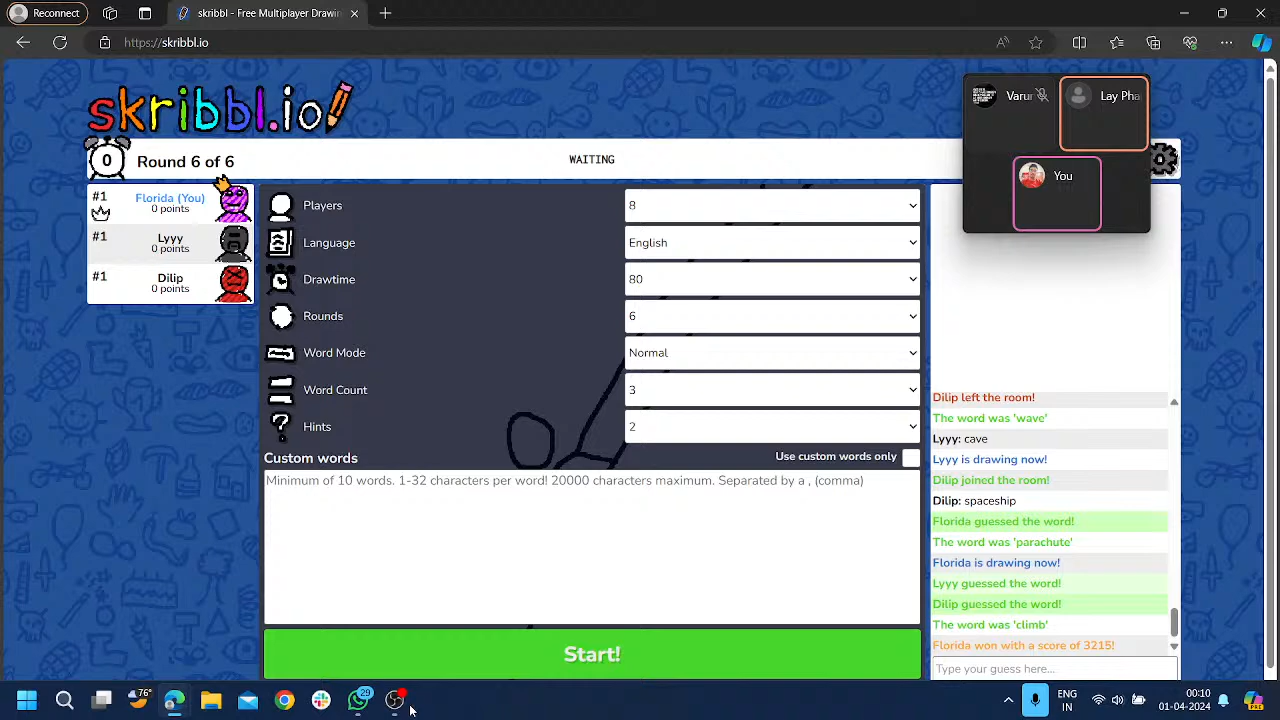 Reconnect
skribbl - Free Multiplayer Drawin
https://skribbl.io
skribbl.io
0
Round 6 of 6
WAITING
Varur
Lay Pha
You
#1
Florida (You)
0 points
#1
Lyyy
0 points
#1
Dilip
0 points
Players
8
Language
English
Drawtime
80
Rounds
6
Word Mode
Normal
Word Count
3
Hints
2
Custom words
Use custom words only
Minimum of 10 words. 1-32 characters per word! 20000 characters maximum. Separated by a , (comma)
Start!
Dilip left the room!
The word was 'wave'
Lyyy: cave
Lyyy is drawing now!
Dilip joined the room!
Dilip: spaceship
Florida guessed the word!
The word was 'parachute'
Florida is drawing now!
Lyyy guessed the word!
Dilip guessed the word!
The word was 'climb'
Florida won with a score of 3215!
Type your guess here...
76°
29
ENG
IN
00:10
01-04-2024
PRE